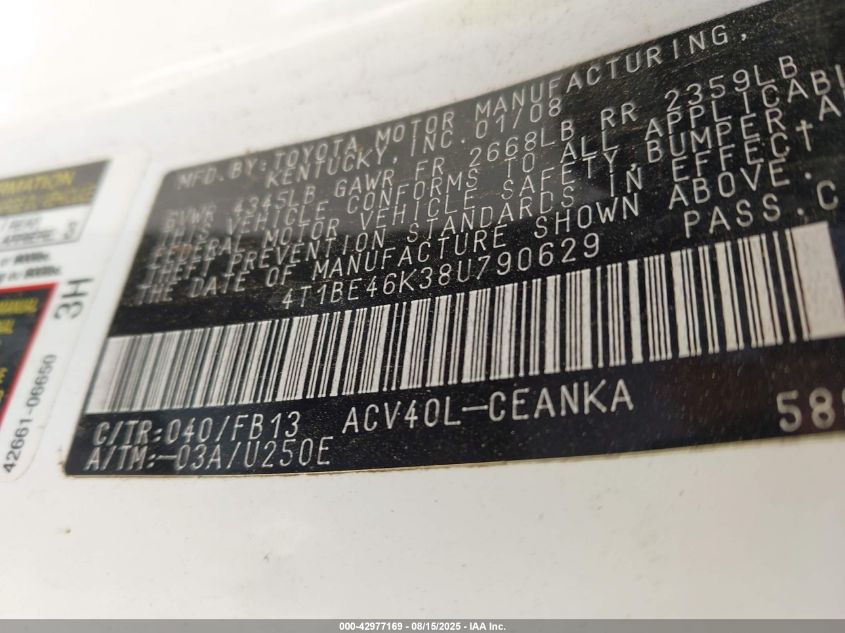 MFD. BY: TOYOTA MOTOR MANUFACTURING,
KENTUCKY, INC. 01/08
GVWR 4345LB GAWR FR 2668LB RR 2359LB
THIS VEHICLE CONFORMS TO ALL APPLICABL
FEDERAL MOTOR VEHICLE SAFETY, BUMPER, A
THEFT PREVENTION STANDARDS IN EFFECT
THE DATE OF MANUFACTURE SHOWN ABOVE.
4T1BE46K38U790629 PASS.C
C/TR: 040/FB13 ACV40L-CEANKA 589
A/TM:-03A/U250E
3H
42661-06650
000-42977169 - 08/15/2025 - IAA Inc.